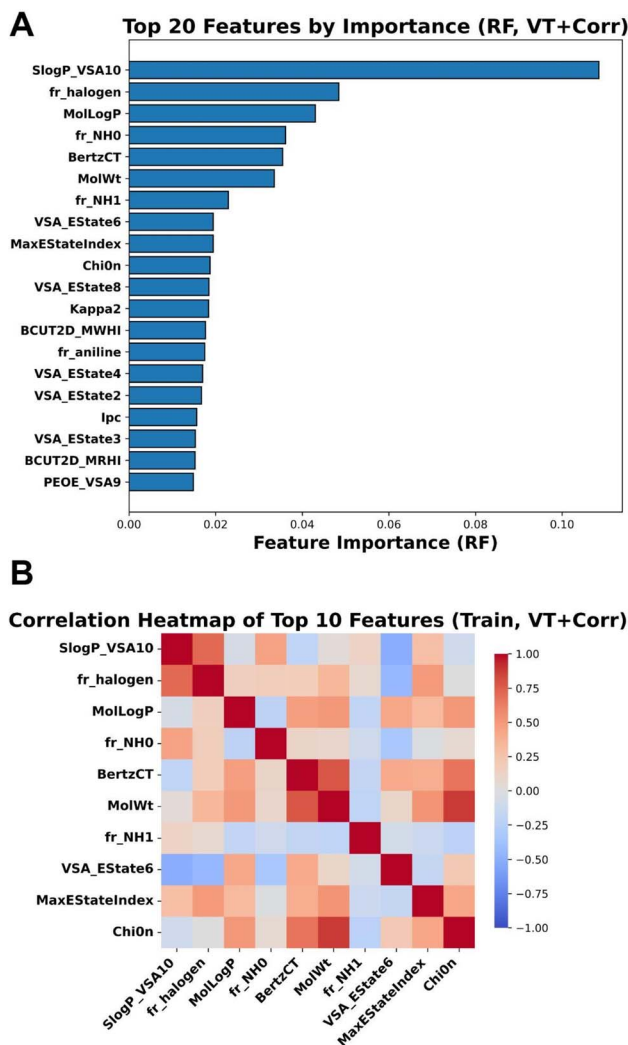 A
Top 20 Features by Importance (RF, VT+Corr)
SlogP_VSA10
fr_halogen
MolLogP
fr_NH0
BertzCT
MolWt
fr_NH1
VSA_EState6
MaxEStateIndex
Chi0n
VSA_EState8
Kappa2
BCUT2D_MWHI
fr_aniline
VSA_EState4
VSA_EState2
Ipc
VSA_EState3
BCUT2D_MRHI
PEOE_VSA9
0.00 0.02 0.04 0.06 0.08 0.10
Feature Importance (RF)
B
Correlation Heatmap of Top 10 Features (Train, VT+Corr)
SlogP_VSA10
fr_halogen
MolLogP
fr_NH0
BertzCT
MolWt
fr_NH1
VSA_EState6
MaxEStateIndex
Chi0n
SlogP_VSA10
fr_halogen
MolLogP
fr_NH0
BertzCT
MolWt
fr_NH1
VSA_EState6
MaxEStateIndex
Chi0n
1.00
0.75
0.50
0.25
0.00
−0.25
−0.50
−0.75
−1.00